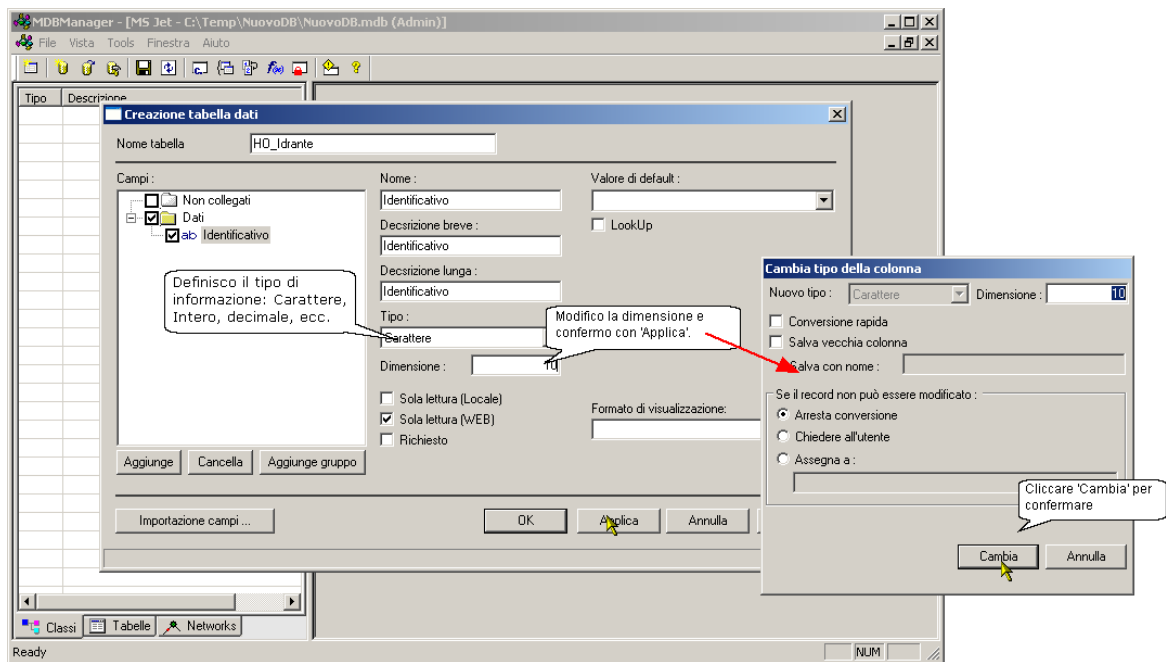 MDBManager - [MS Jet - C:\Temp\NuovoDB\NuovoDB.mdb (Admin)]
File Vista Tools Finestra Aiuto
Tipo Descrizione
Creazione tabella dati
Nome tabella HO_Idrante
Campi :
Non collegati
Dati
ab Identificativo
Nome :
Identificativo
Decsrizione breve :
Identificativo
Decsrizione lunga :
Identificativo
Tipo :
Carattere
Dimensione : 10
Sola lettura (Locale)
Sola lettura (WEB)
Richiesto
Valore di default :
LookUp
Formato di visualizzazione:
Definisco il tipo di
informazione: Carattere,
Intero, decimale, ecc.
Modifico la dimensione e
confermo con 'Applica'.
Aggiunge Cancella Aggiunge gruppo
Importazione campi ... OK Applica Annulla
Cambia tipo della colonna
Nuovo tipo : Carattere Dimensione : 10
Conversione rapida
Salva vecchia colonna
Salva con nome :
Se il record non può essere modificato :
Arresta conversione
Chiedere all'utente
Assegna a :
Cliccare 'Cambia' per
confermare
Cambia Annulla
Classi Tabelle Networks
Ready NUM